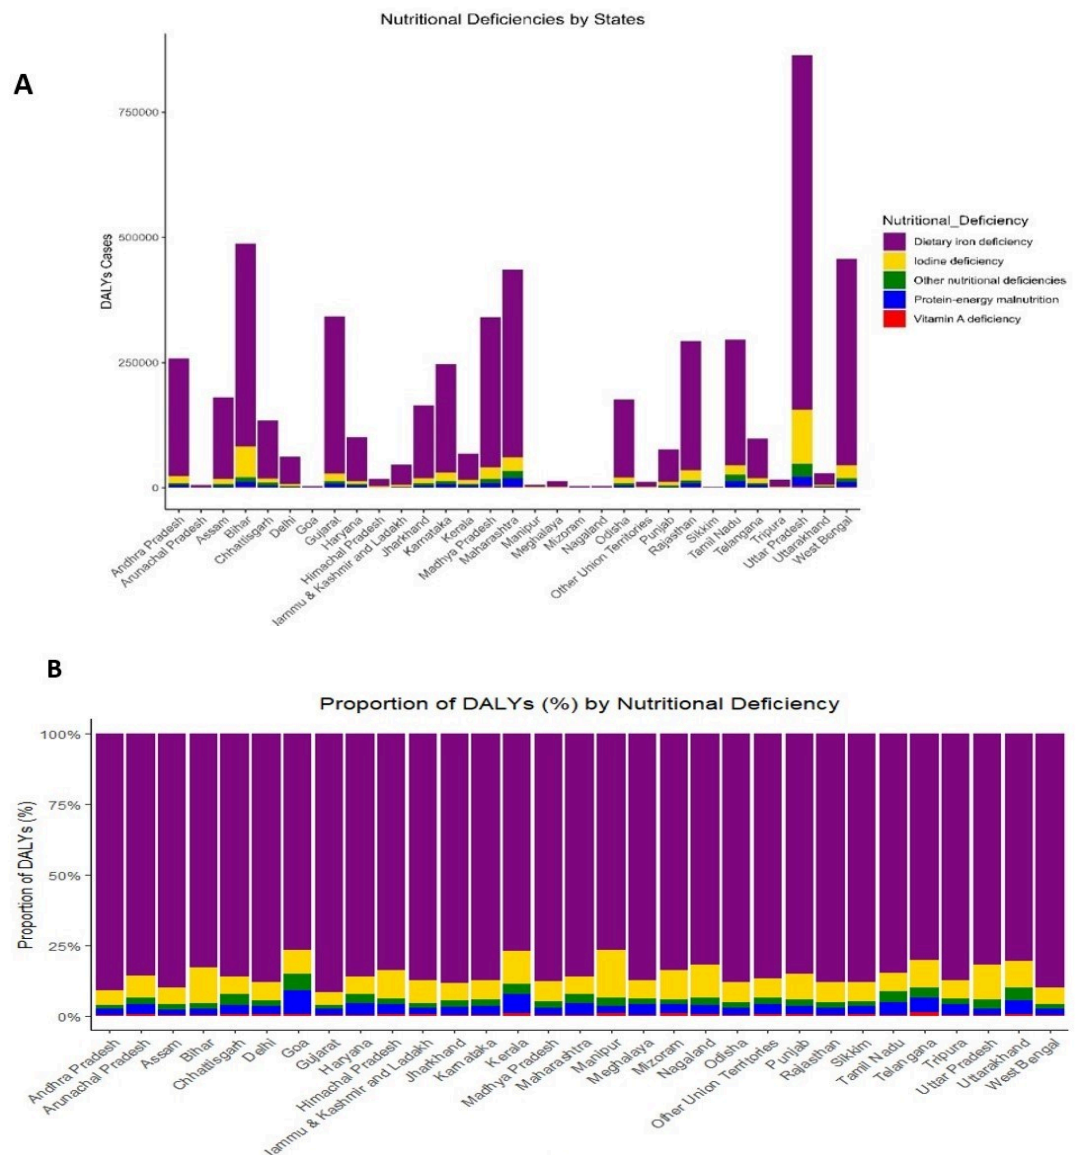 Nutritional Deficiencies by States
A
750000
500000
250000
0
DALYs Cases
Nutritional_Deficiency
Dietary iron deficiency
Iodine deficiency
Other nutritional deficiencies
Protein-energy malnutrition
Vitamin A deficiency
Andhra Pradesh
Arunachal Pradesh
Assam
Bihar
Chhattisgarh
Delhi
Goa
Gujarat
Haryana
Himachal Pradesh
Jammu & Kashmir and Ladakh
Jharkhand
Karnataka
Kerala
Madhya Pradesh
Maharashtra
Manipur
Meghalaya
Mizoram
Nagaland
Odisha
Other Union Territories
Punjab
Rajasthan
Sikkim
Tamil Nadu
Telangana
Tripura
Uttar Pradesh
Uttarakhand
West Bengal
B
Proportion of DALYs (%) by Nutritional Deficiency
100%
75%
50%
25%
0%
Proportion of DALYs (%)
Andhra Pradesh
Arunachal Pradesh
Assam
Bihar
Chhattisgarh
Delhi
Goa
Gujarat
Haryana
Himachal Pradesh
Jammu & Kashmir and Ladakh
Jharkhand
Karnataka
Kerala
Madhya Pradesh
Maharashtra
Manipur
Meghalaya
Mizoram
Nagaland
Odisha
Other Union Territories
Punjab
Rajasthan
Sikkim
Tamil Nadu
Telangana
Tripura
Uttar Pradesh
Uttarakhand
West Bengal